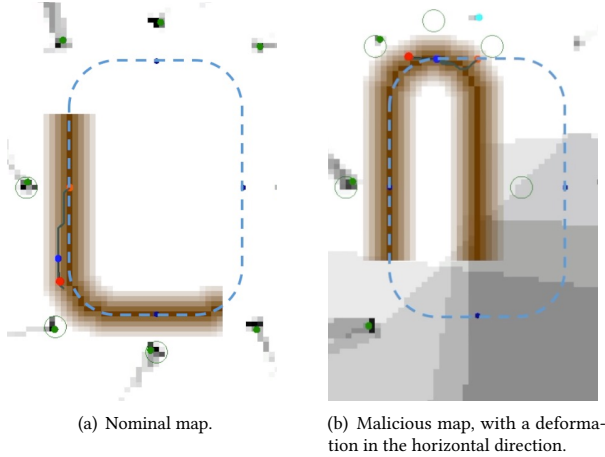 (a) Nominal map.
(b) Malicious map, with a deforma-
tion in the horizontal direction.